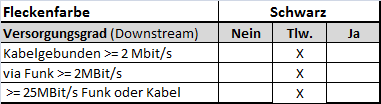 Fleckenfarbe Schwarz
Versorgungsgrad (Downstream) Nein Tlw. Ja
Kabelgebunden >= 2 Mbit/s X
via Funk >= 2MBit/s X
>= 25MBit/s Funk oder Kabel X